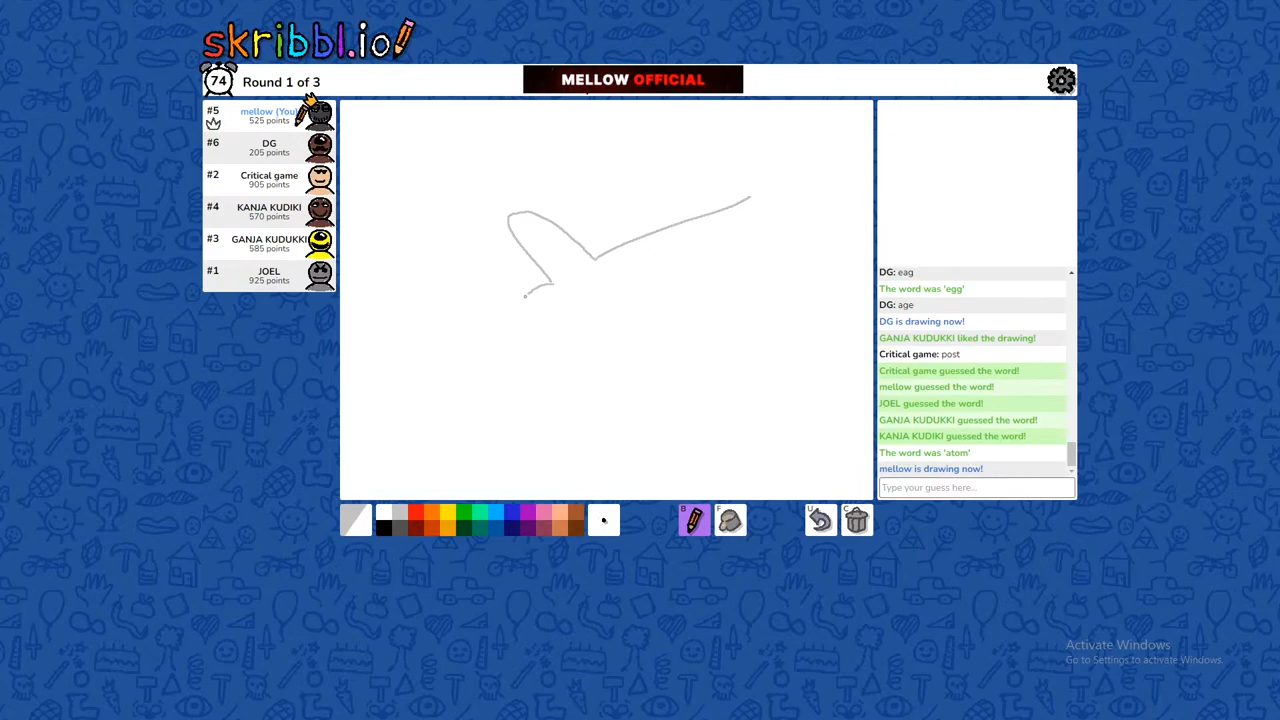 skribbl.io
74
Round 1 of 3
MELLOW OFFICIAL
#5
mellow (You)
525 points
#6
DG
205 points
#2
Critical game
905 points
#4
KANJA KUDIKI
570 points
#3
GANJA KUDUKKI
585 points
#1
JOEL
925 points
DG: eag
The word was 'egg'
DG: age
DG is drawing now!
GANJA KUDUKKI liked the drawing!
Critical game: post
Critical game guessed the word!
mellow guessed the word!
JOEL guessed the word!
GANJA KUDUKKI guessed the word!
KANJA KUDIKI guessed the word!
The word was 'atom'
mellow is drawing now!
Type your guess here...
B
F
U
C
Activate Windows
Go to Settings to activate Windows.